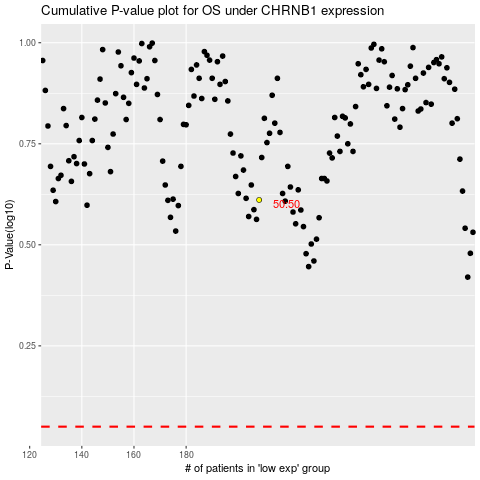 Cumulative P-value plot for OS under CHRNB1 expression
P-Value(log10)
1.00
0.75
0.50
0.25
50:50
120 140 160 180
# of patients in 'low exp' group